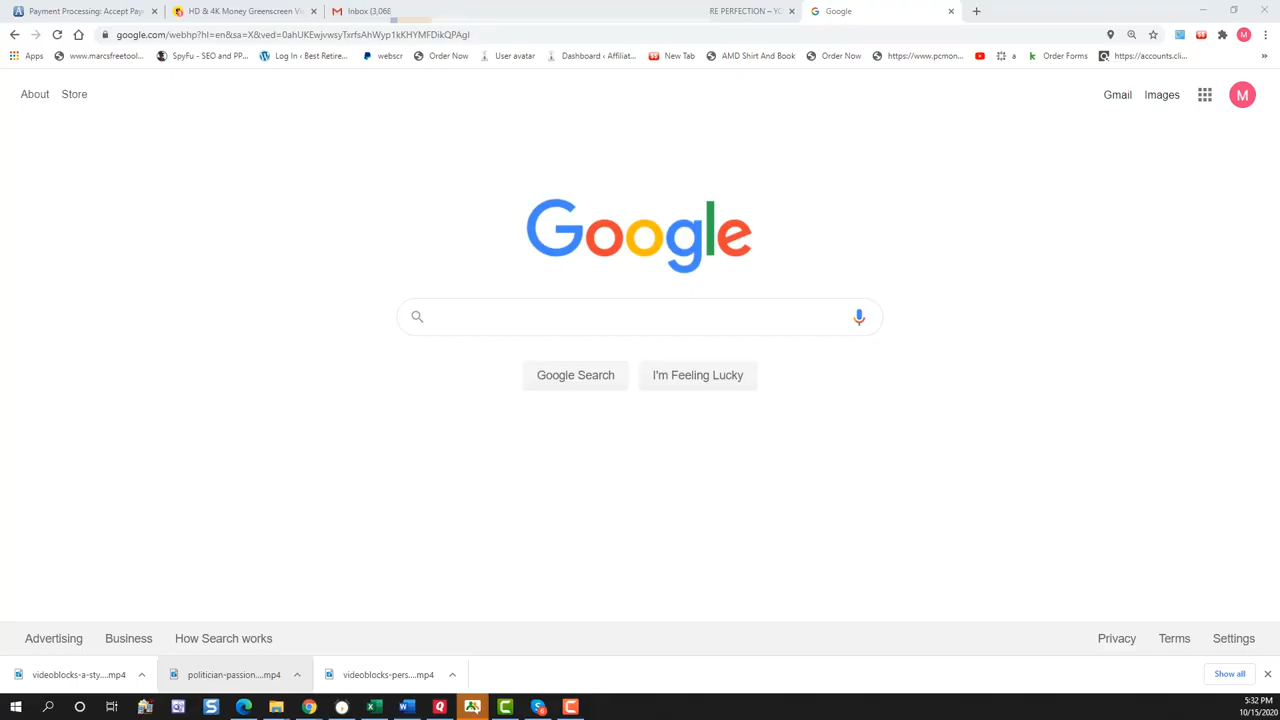 Payment Processing: Accept Pay
HD & 4K Money Greenscreen Vi
Inbox (3,068
RE PERFECTION – YO
Google
google.com/webhp?hl=en&sa=X&ved=0ahUKEwjvwsyTxrfsAhWyp1kKHYMFDikQPAgI
Apps
www.marcsfreetool...
SpyFu - SEO and PP...
Log In ‹ Best Retire...
webscr
Order Now
User avatar
Dashboard ‹ Affiliat...
New Tab
AMD Shirt And Book
Order Now
https://www.pcmon...
a
Order Forms
https://accounts.cli...
»
About
Store
Gmail
Images
M
Google
Google Search
I'm Feeling Lucky
Advertising
Business
How Search works
Privacy
Terms
Settings
videoblocks-a-sty....mp4
politician-passion....mp4
videoblocks-pers....mp4
Show all
5:32 PM
10/15/2020